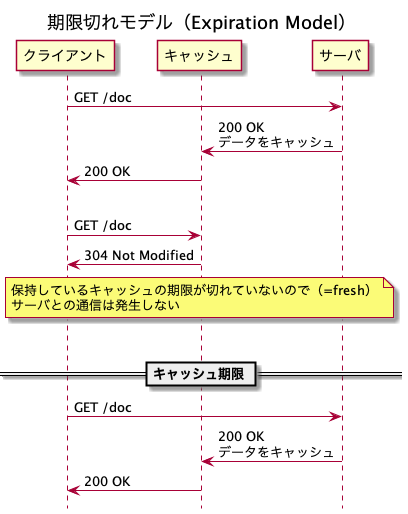 期限切れモデル（Expiration Model）
クライアント
キャッシュ
サーバ
GET /doc
200 OK
データをキャッシュ
200 OK
GET /doc
304 Not Modified
保持しているキャッシュの期限が切れていないので（=fresh）
サーバとの通信は発生しない
キャッシュ期限
GET /doc
200 OK
データをキャッシュ
200 OK